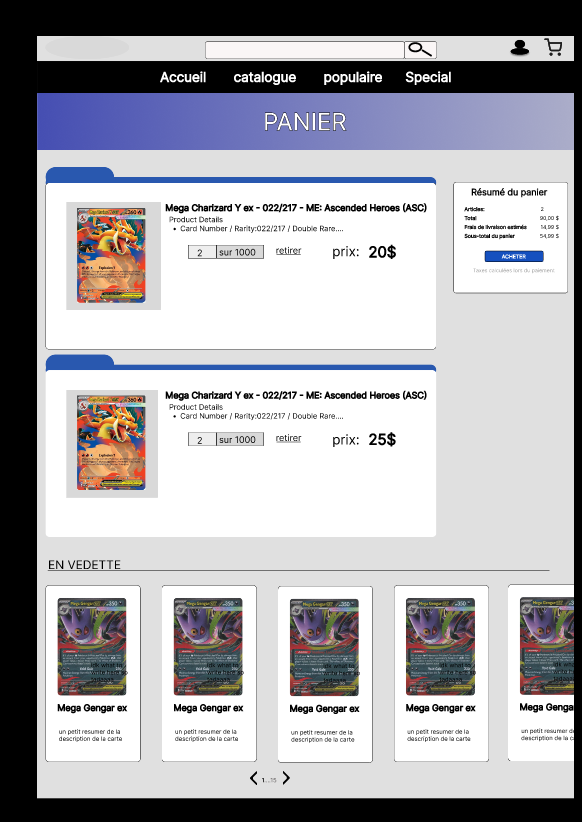 Accueil catalogue populaire Special
PANIER
Mega Charizard Y ex - 022/217 - ME: Ascended Heroes (ASC)
Product Details
• Card Number / Rarity:022/217 / Double Rare....
2 sur 1000 retirer prix: 20$
Résumé du panier
Articles: 2
Total 90,00 $
Frais de livraison estimés 14,99 $
Sous-total du panier 54,99 $
ACHETER
Taxes calculées lors du paiement
Mega Charizard Y ex - 022/217 - ME: Ascended Heroes (ASC)
Product Details
• Card Number / Rarity:022/217 / Double Rare....
2 sur 1000 retirer prix: 25$
EN VEDETTE
Mega Gengar ex
un petit resumer de la
description de la carte
Mega Gengar ex
un petit resumer de la
description de la carte
Mega Gengar ex
un petit resumer de la
description de la carte
Mega Gengar ex
un petit resumer de la
description de la carte
Mega Gengar
un petit resumer
description de la c
1...15